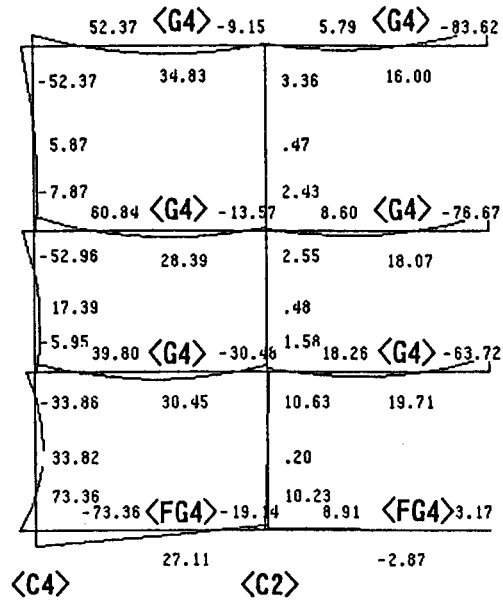 52.37 <G4> -9.15 5.79 <G4> -83.62
-52.37 34.83 3.36 16.00
5.87 .47
-7.87 2.43
60.84 <G4> -13.57 8.60 <G4> -76.67
-52.96 28.39 2.55 18.07
17.39 .48
-5.95 1.58
39.80 <G4> -30.48 18.26 <G4> -63.72
-33.86 30.45 10.63 19.71
33.82 .20
73.36 10.23
-73.36 <FG4> -19.14 8.91 <FG4> 3.17
27.11 -2.87
<C4> <C2>